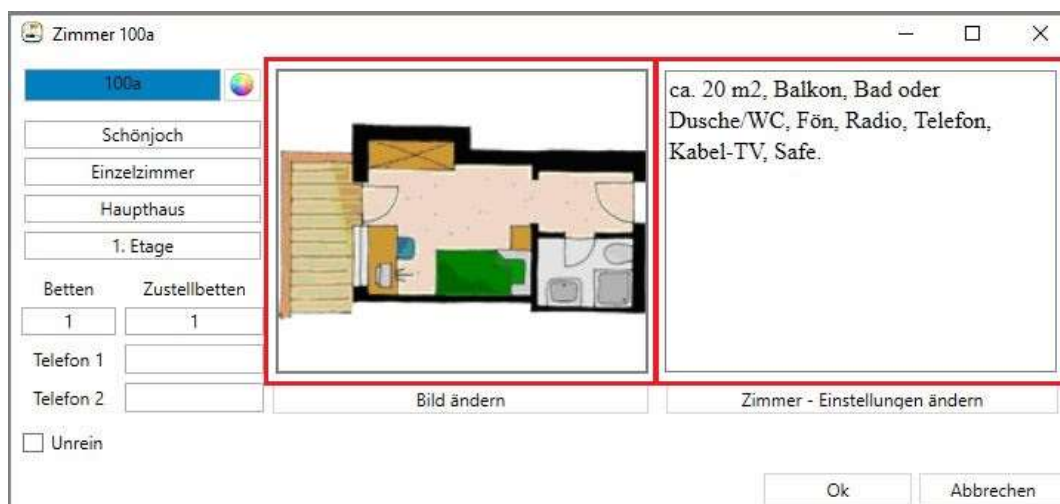 Zimmer 100a
100a
Schönjoch
Einzelzimmer
Haupthaus
1. Etage
Betten Zustellbetten
1 1
Telefon 1
Telefon 2
Unrein
Bild ändern
ca. 20 m2, Balkon, Bad oder
Dusche/WC, Fön, Radio, Telefon,
Kabel-TV, Safe.
Zimmer - Einstellungen ändern
Ok Abbrechen